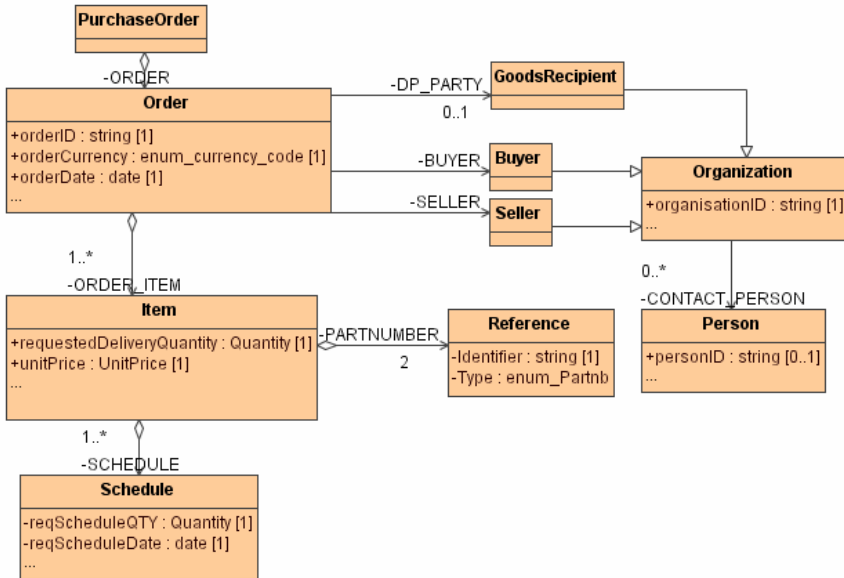 PurchaseOrder
-ORDER
Order
+orderID : string [1]
+orderCurrency : enum_currency_code [1]
+orderDate : date [1]
...
-DP_PARTY
0..1
GoodsRecipient
-BUYER
Buyer
-SELLER
Seller
Organization
+organisationID : string [1]
...
1..*
-ORDER_ITEM
0..*
-CONTACT_PERSON
Item
+requestedDeliveryQuantity : Quantity [1]
+unitPrice : UnitPrice [1]
...
-PARTNUMBER
2
Reference
-Identifier : string [1]
-Type : enum_Partnb
Person
+personID : string [0..1]
...
1..*
-SCHEDULE
Schedule
-reqScheduleQTY : Quantity [1]
-reqScheduleDate : date [1]
...